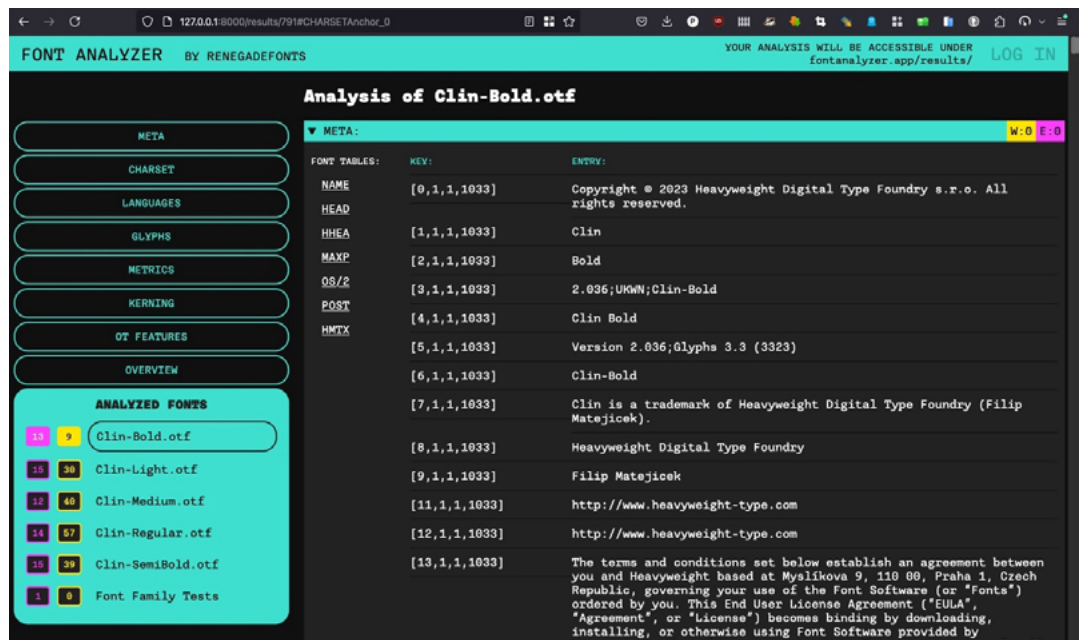 127.0.0.1:8000/results/791#CHARSETAnchor_0
FONT ANALYZER BY RENEGADEFONTS
YOUR ANALYSIS WILL BE ACCESSIBLE UNDER
fontanalyzer.app/results/
LOG IN
Analysis of Clin-Bold.otf
META
CHARSET
LANGUAGES
GLYPHS
METRICS
KERNING
OT FEATURES
OVERVIEW
ANALYZED FONTS
13 9 Clin-Bold.otf
15 30 Clin-Light.otf
12 40 Clin-Medium.otf
14 57 Clin-Regular.otf
15 39 Clin-SemiBold.otf
1 0 Font Family Tests
▼ META: W:0 E:0
FONT TABLES:
NAME
HEAD
HHEA
MAXP
OS/2
POST
HMTX
KEY: ENTRY:
[0,1,1,1033] Copyright © 2023 Heavyweight Digital Type Foundry s.r.o. All
rights reserved.
[1,1,1,1033] Clin
[2,1,1,1033] Bold
[3,1,1,1033] 2.036;UKWN;Clin-Bold
[4,1,1,1033] Clin Bold
[5,1,1,1033] Version 2.036;Glyphs 3.3 (3323)
[6,1,1,1033] Clin-Bold
[7,1,1,1033] Clin is a trademark of Heavyweight Digital Type Foundry (Filip
Matejicek).
[8,1,1,1033] Heavyweight Digital Type Foundry
[9,1,1,1033] Filip Matejicek
[11,1,1,1033] http://www.heavyweight-type.com
[12,1,1,1033] http://www.heavyweight-type.com
[13,1,1,1033] The terms and conditions set below establish an agreement between
you and Heavyweight based at Myslíkova 9, 110 00, Praha 1, Czech
Republic, governing your use of the Font Software (or "Fonts")
ordered by you. This End User License Agreement ("EULA",
"Agreement", or "License") becomes binding by downloading,
installing, or otherwise using Font Software provided by